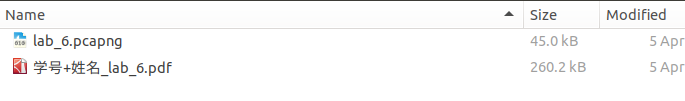 Name Size Modified
lab_6.pcapng 45.0 kB 5 Apr
学号+姓名_lab_6.pdf 260.2 kB 5 Apr